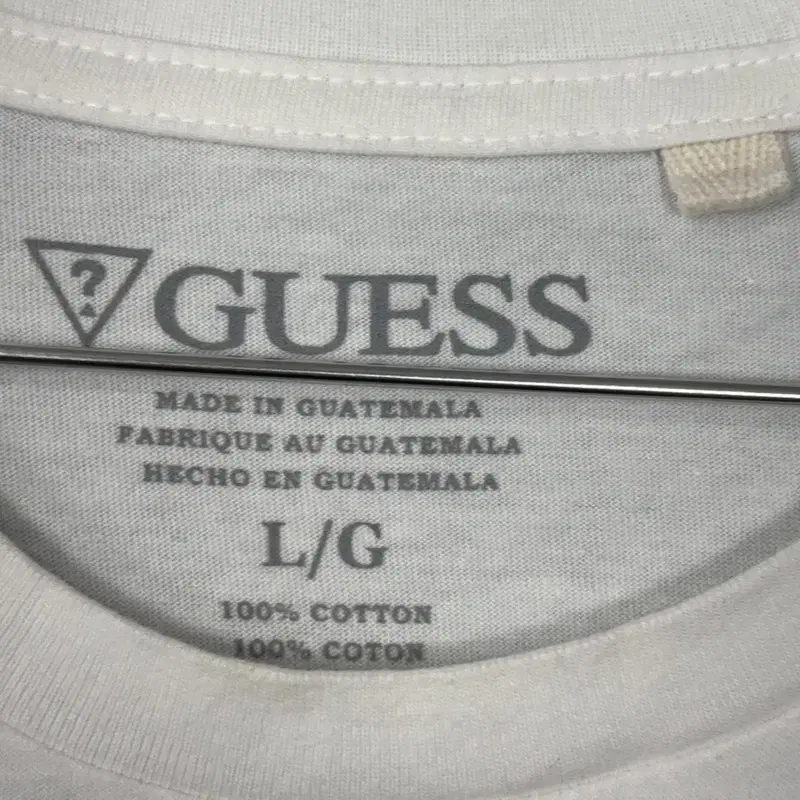 ? GUESS
MADE IN GUATEMALA
FABRIQUE AU GUATEMALA
HECHO EN GUATEMALA
L/G
100% COTTON
100% COTON